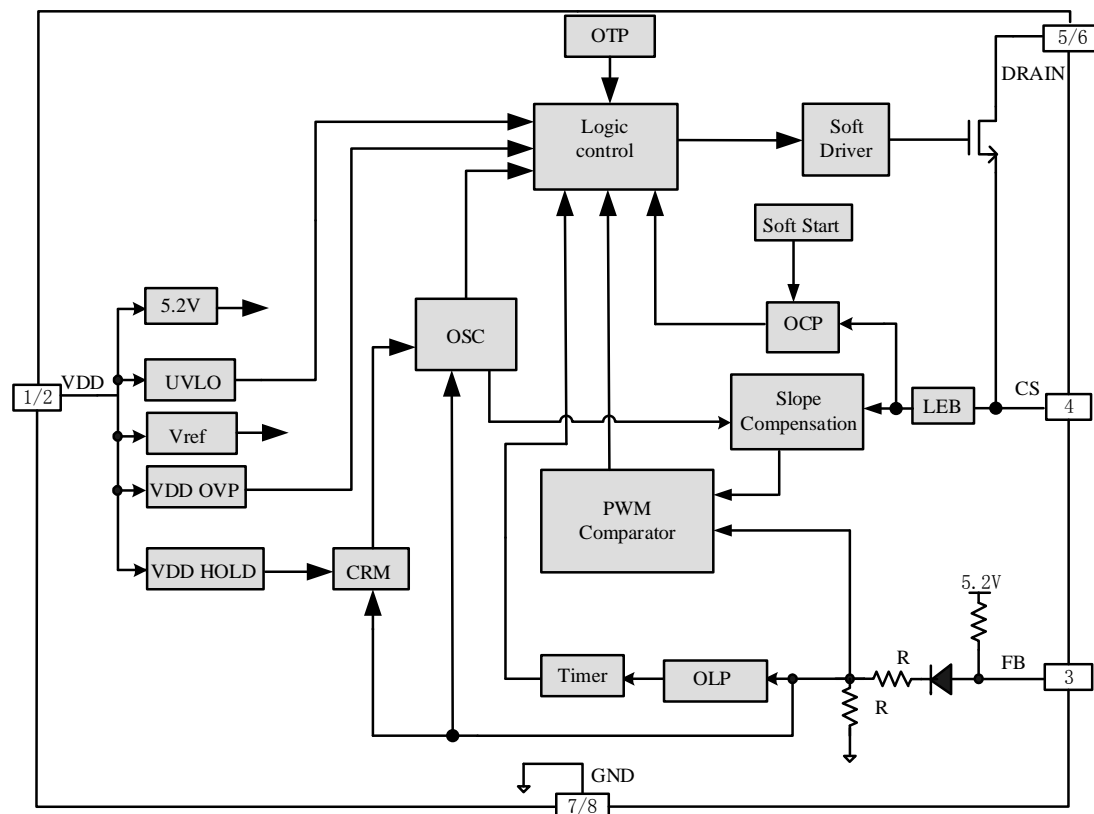 OTP
5/6
DRAIN
Logic
control
Soft
Driver
Soft Start
5.2V
OSC
OCP
VDD
1/2
UVLO
CS
4
LEB
Slope
Compensation
Vref
VDD OVP
PWM
Comparator
VDD HOLD
CRM
5.2V
R
FB
3
Timer
OLP
R
GND
7/8